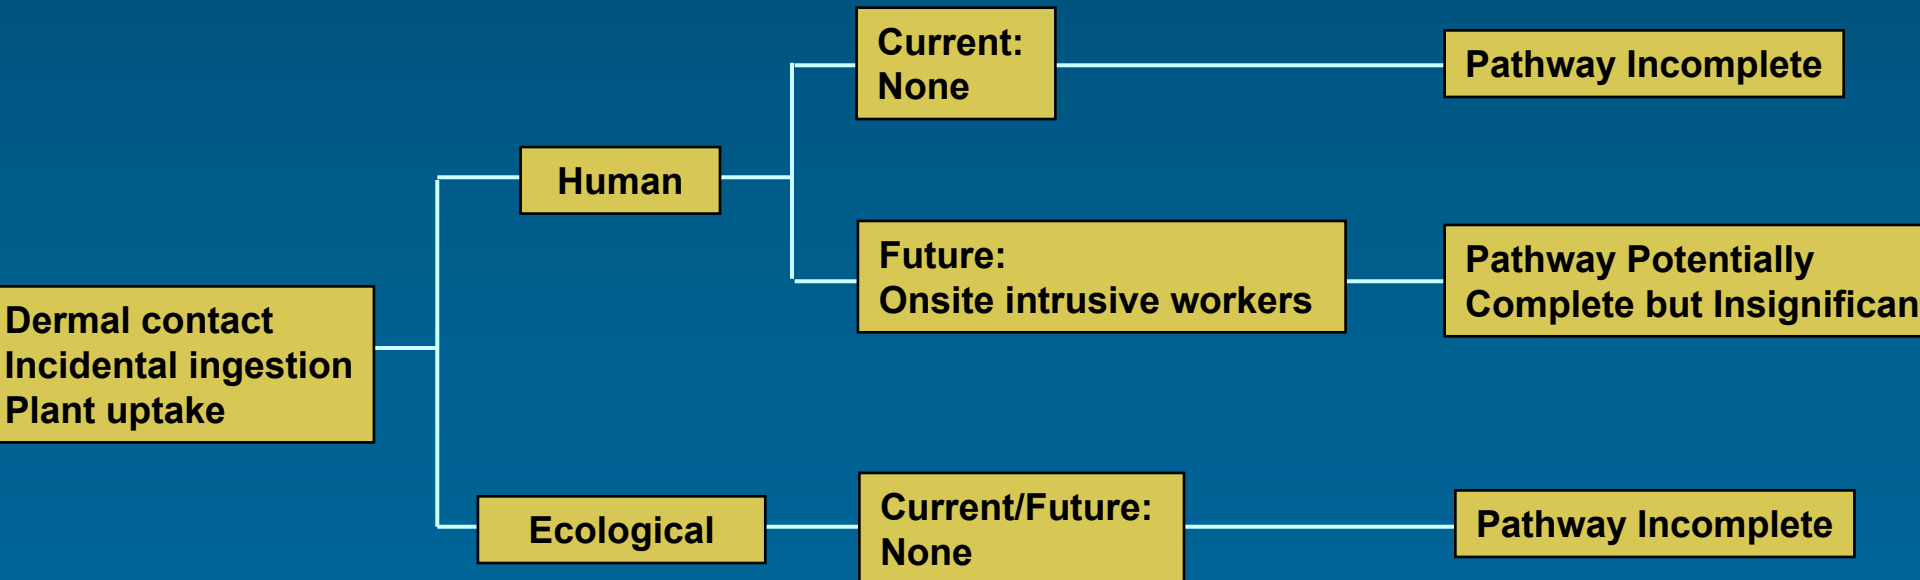 Current:
None
Pathway Incomplete
Human
Future:
Onsite intrusive workers
Pathway Potentially
Complete but Insignifican
Dermal contact
Incidental ingestion
Plant uptake
Ecological
Current/Future:
None
Pathway Incomplete